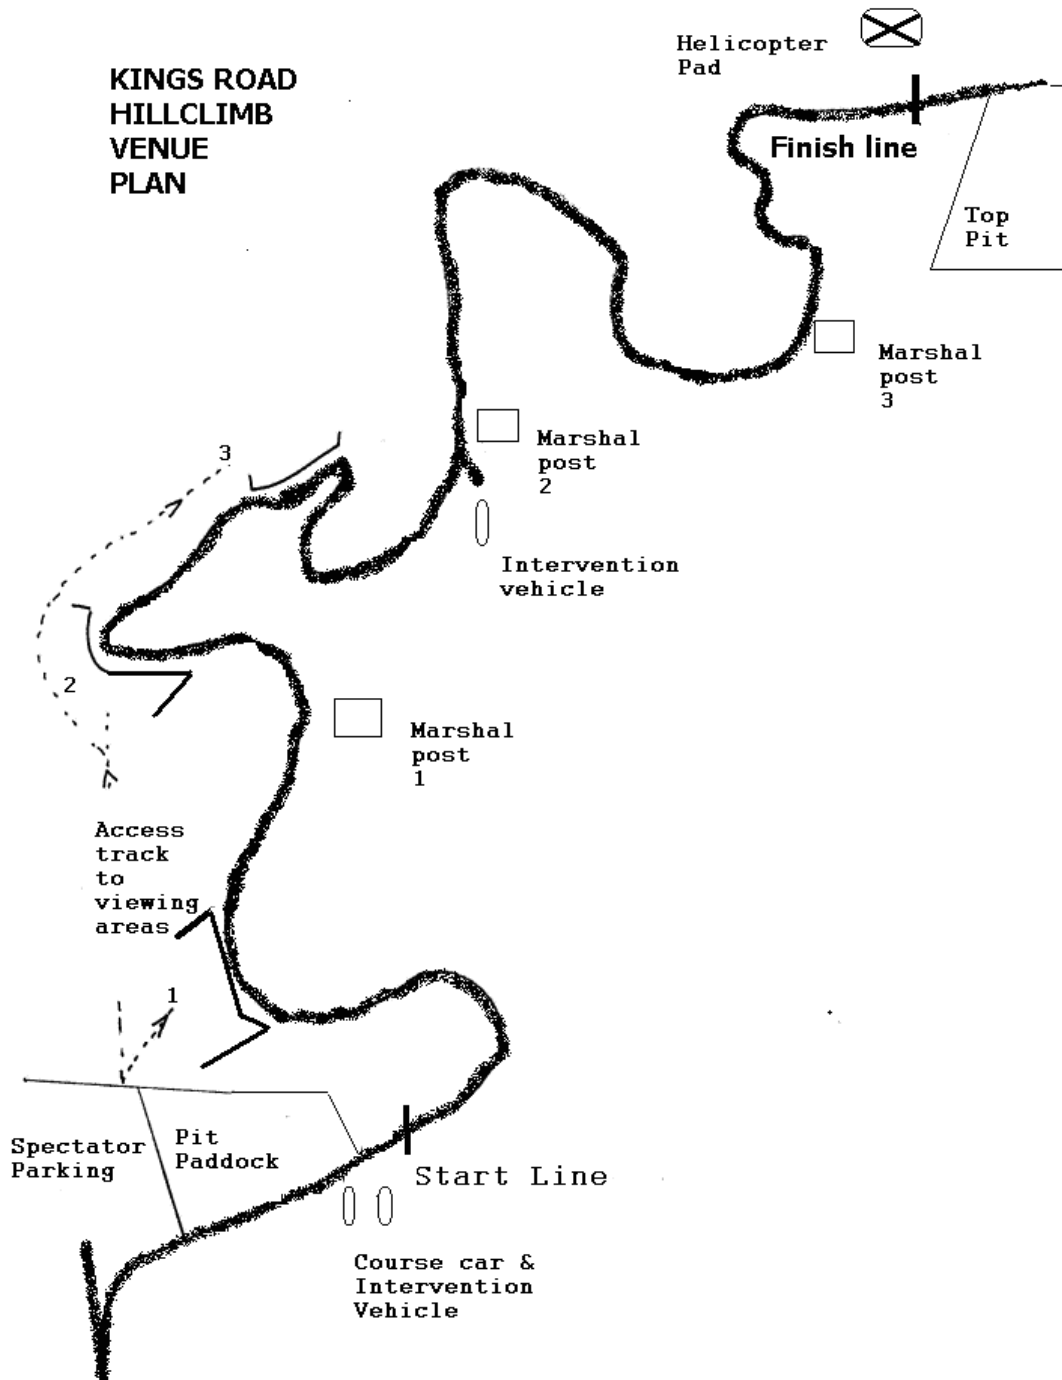 KINGS ROAD
HILLCLIMB
VENUE
PLAN
Helicopter
Pad
Finish line
Top
Pit
Marshal
post
3
3
Marshal
post
2
Intervention
vehicle
2
Marshal
post
1
Access
track
to
viewing
areas
1
Spectator
Parking
Pit
Paddock
Start Line
Course car &
Intervention
Vehicle